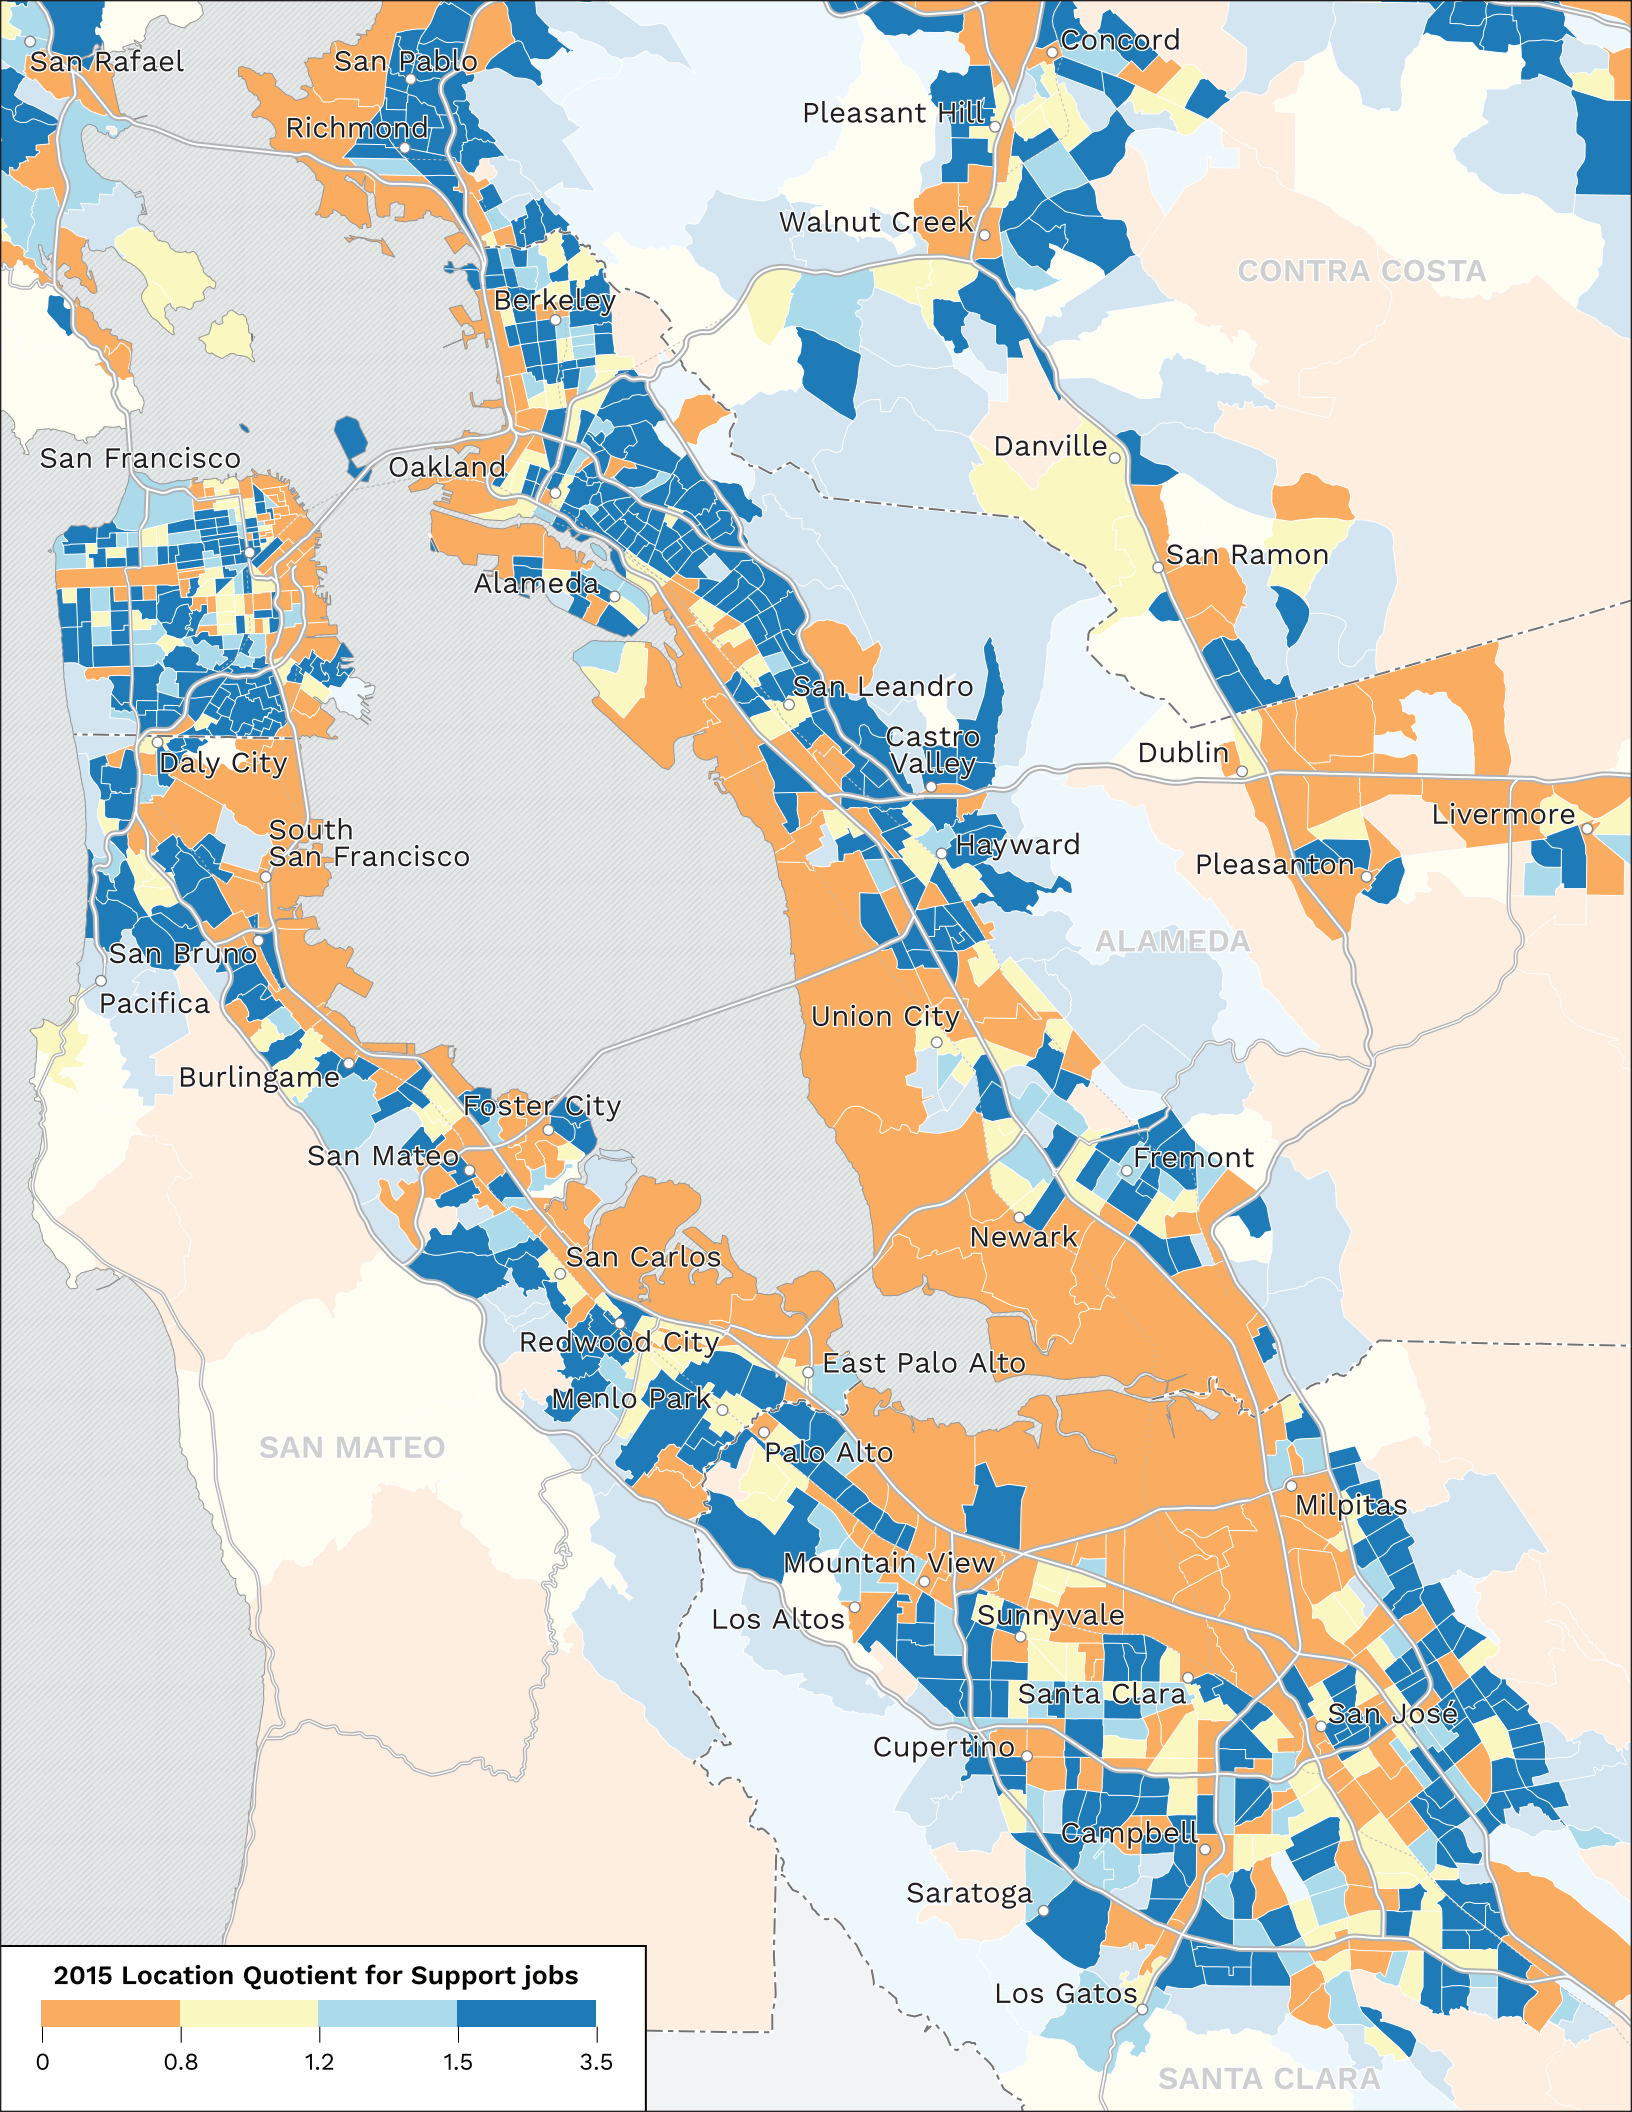 San Rafael
San Pablo
Concord
Pleasant Hill
Richmond
Walnut Creek
CONTRA COSTA
Berkeley
Danville
San Francisco
Oakland
San Ramon
Alameda
San Leandro
Castro
Valley
Dublin
Daly City
Livermore
South
San Francisco
Hayward
Pleasanton
ALAMEDA
San Bruno
Pacifica
Union City
Burlingame
Foster City
San Mateo
Fremont
Newark
San Carlos
Redwood City
East Palo Alto
Menlo Park
SAN MATEO
Palo Alto
Milpitas
Mountain View
Los Altos
Sunnyvale
Santa Clara
San José
Cupertino
Campbell
Saratoga
Los Gatos
SANTA CLARA
2015 Location Quotient for Support jobs
0 0.8 1.2 1.5 3.5